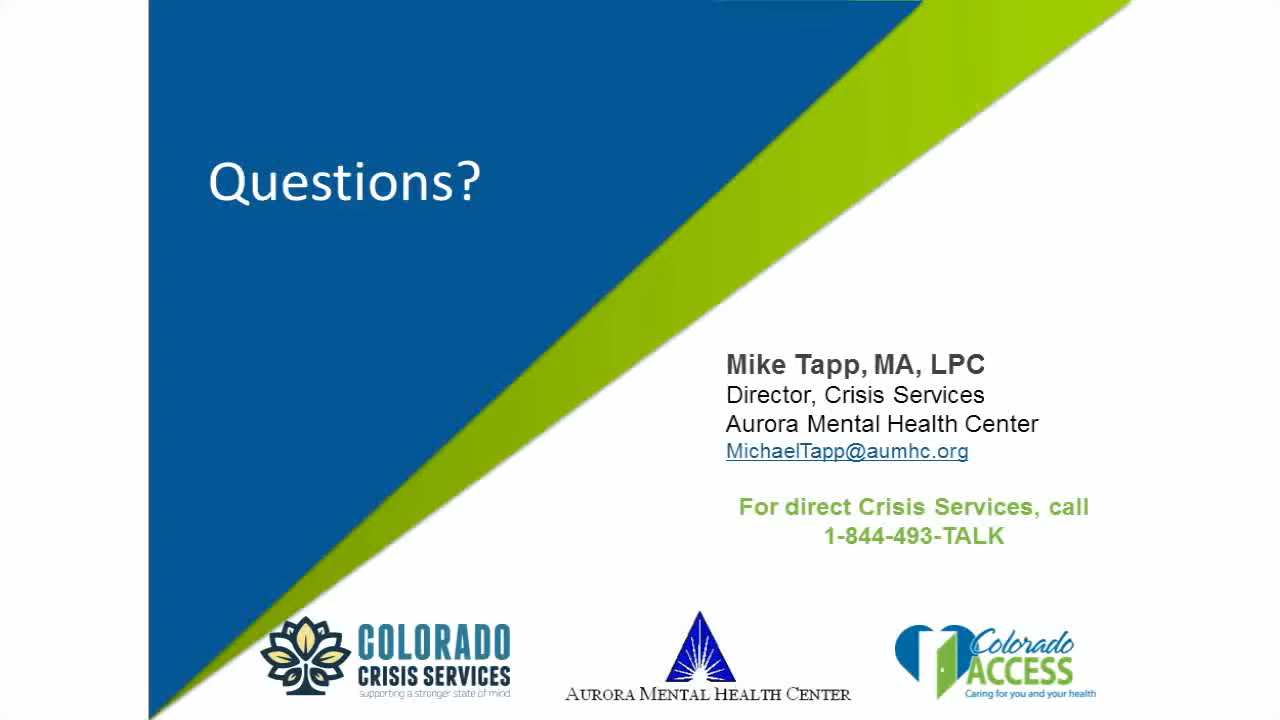 Questions?
Mike Tapp, MA, LPC
Director, Crisis Services
Aurora Mental Health Center
MichaelTapp@aumhc.org
For direct Crisis Services, call
1-844-493-TALK
COLORADO
CRISIS SERVICES
supporting a stronger state of mind
AURORA MENTAL HEALTH CENTER
Colorado
ACCESS
Caring for you and your health